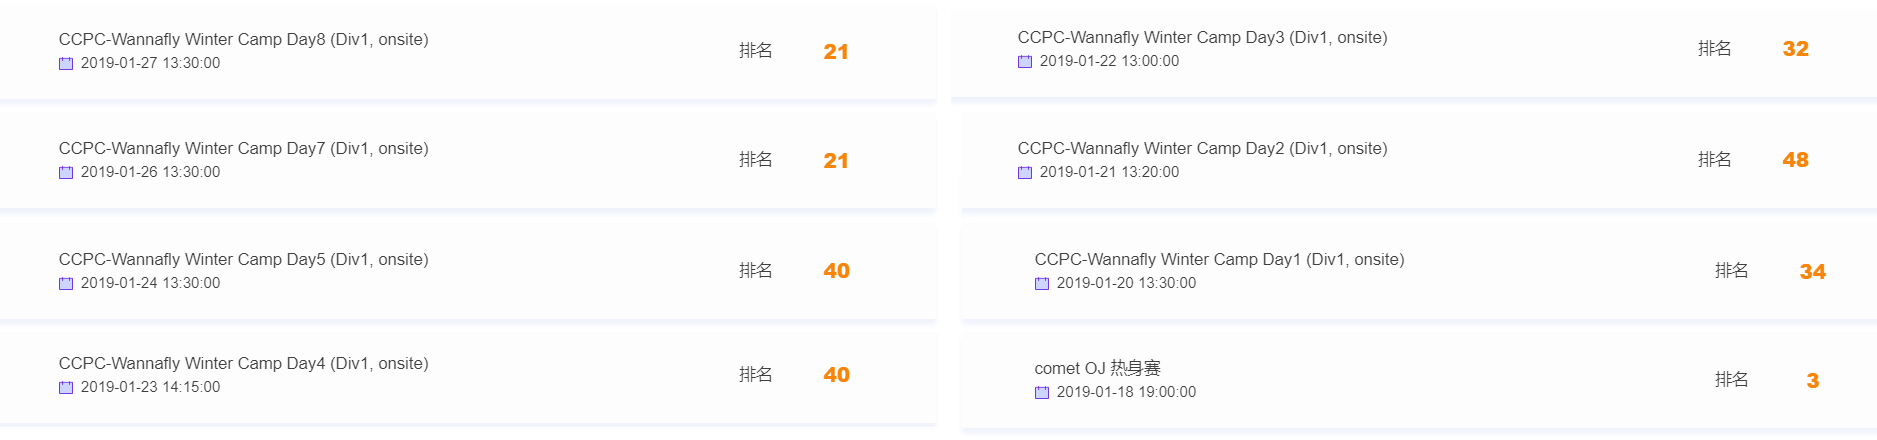 CCPC-Wannafly Winter Camp Day8 (Div1, onsite)
2019-01-27 13:30:00
排名 21
CCPC-Wannafly Winter Camp Day7 (Div1, onsite)
2019-01-26 13:30:00
排名 21
CCPC-Wannafly Winter Camp Day5 (Div1, onsite)
2019-01-24 13:30:00
排名 40
CCPC-Wannafly Winter Camp Day4 (Div1, onsite)
2019-01-23 14:15:00
排名 40
CCPC-Wannafly Winter Camp Day3 (Div1, onsite)
2019-01-22 13:00:00
排名 32
CCPC-Wannafly Winter Camp Day2 (Div1, onsite)
2019-01-21 13:20:00
排名 48
CCPC-Wannafly Winter Camp Day1 (Div1, onsite)
2019-01-20 13:30:00
排名 34
comet OJ 热身赛
2019-01-18 19:00:00
排名 3